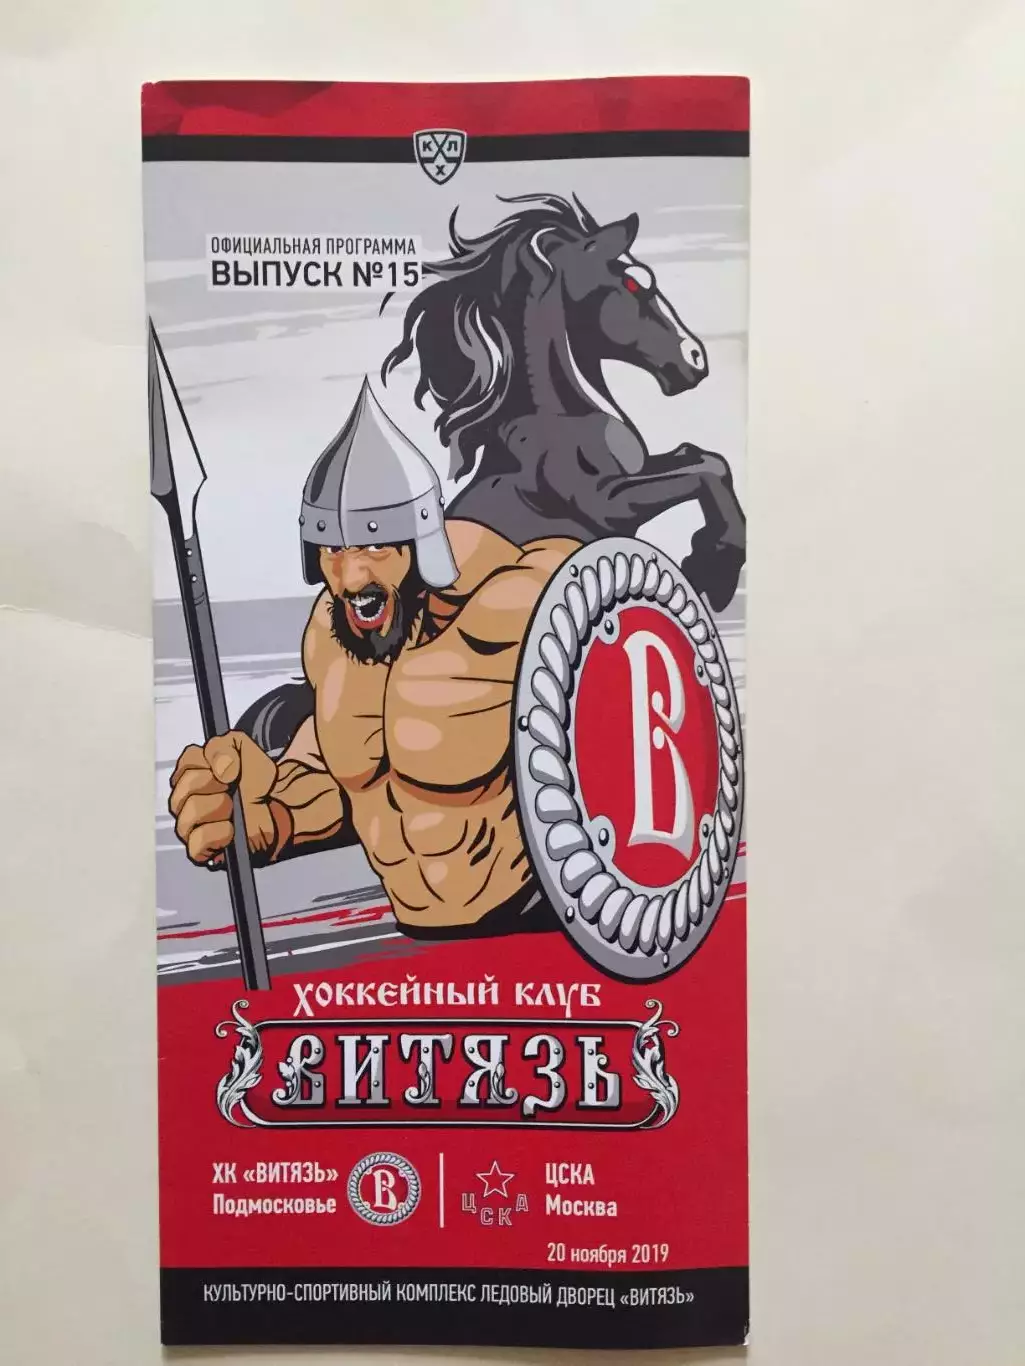 КХЛ
ОФИЦИАЛЬНАЯ ПРОГРАММА
ВЫПУСК №15
В
ХОККЕЙНЫЙ КЛУБ
ВИТЯЗЬ
ХК «ВИТЯЗЬ»
Подмосковье
В
ЦСКА
ЦСКА
Москва
20 ноября 2019
КУЛЬТУРНО-СПОРТИВНЫЙ КОМПЛЕКС ЛЕДОВЫЙ ДВОРЕЦ «ВИТЯЗЬ»